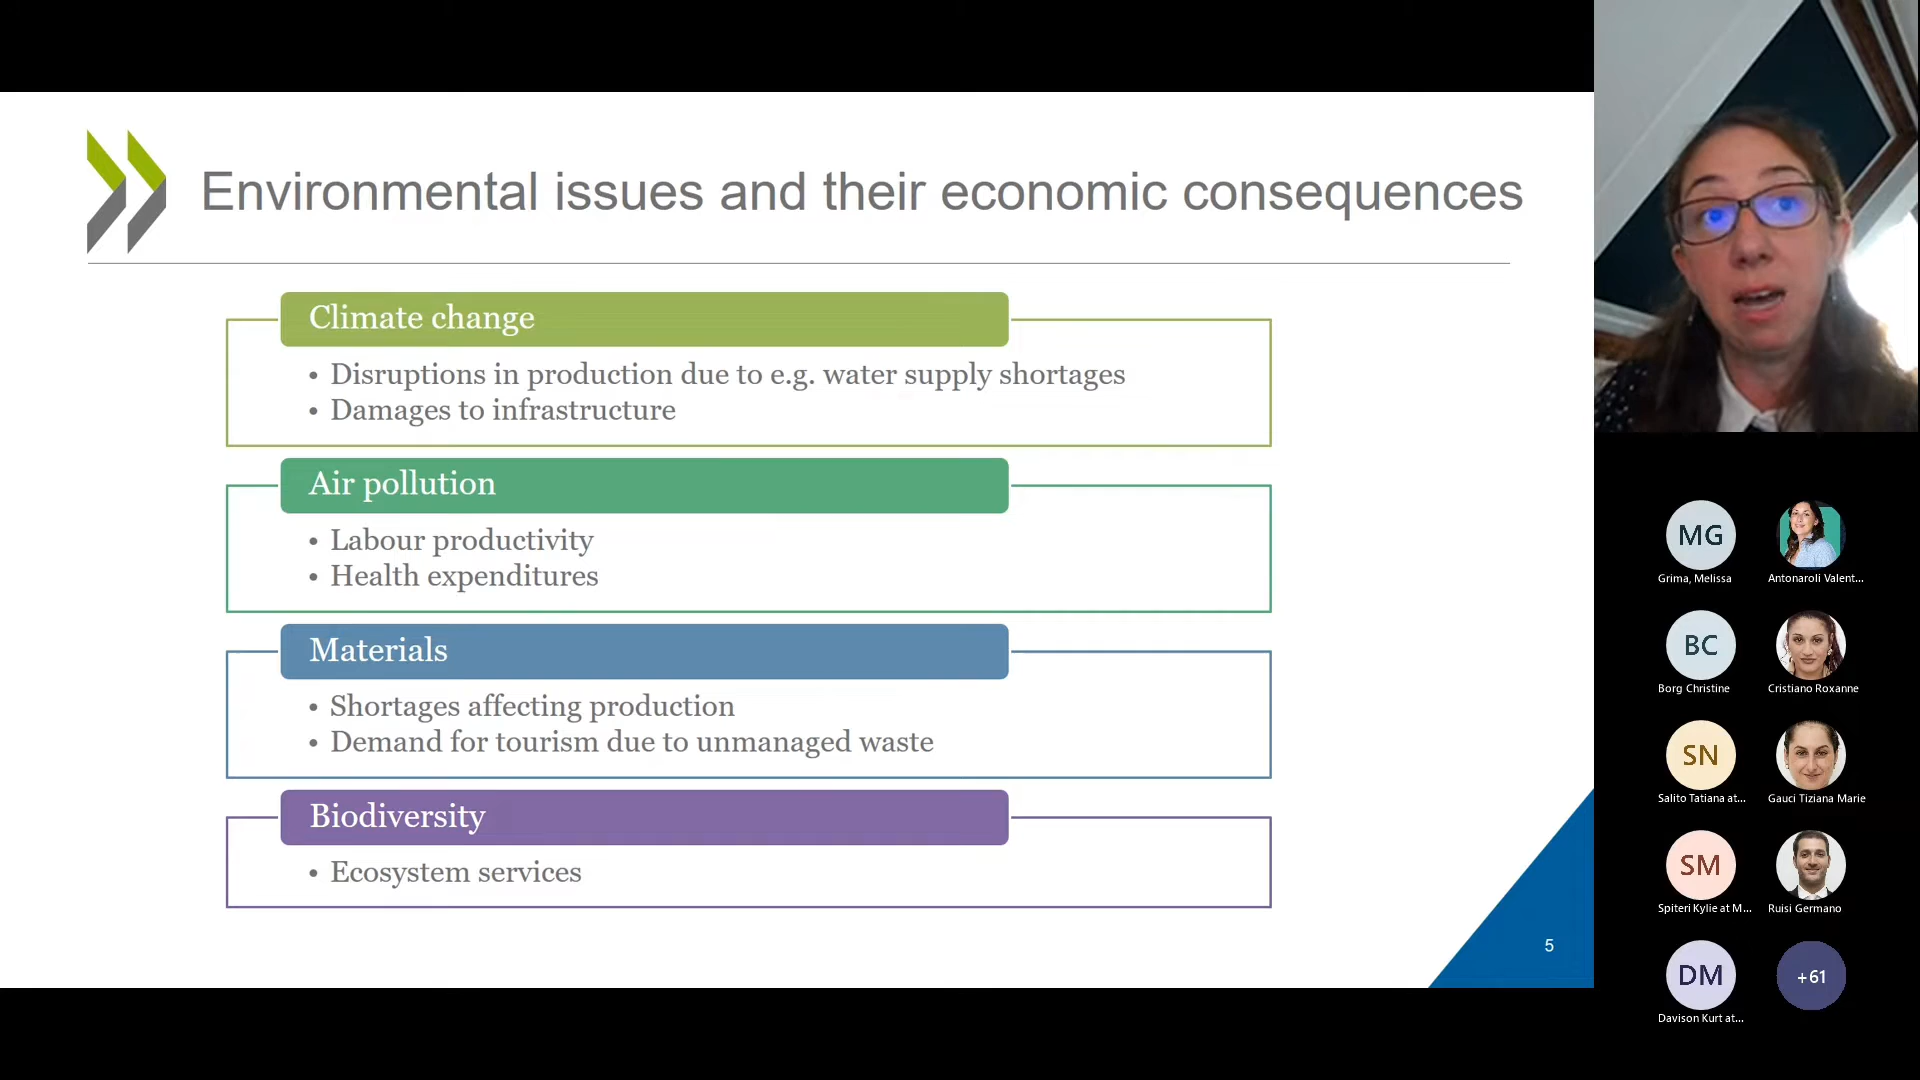 Environmental issues and their economic consequences
Climate change
• Disruptions in production due to e.g. water supply shortages
• Damages to infrastructure
Air pollution
• Labour productivity
• Health expenditures
Materials
• Shortages affecting production
• Demand for tourism due to unmanaged waste
Biodiversity
• Ecosystem services
5
MG
Grima, Melissa
Antonaroli Valent...
BC
Borg Christine
Cristiano Roxanne
SN
Salito Tatiana at...
Gauci Tiziana Marie
SM
Spiteri Kylie at M...
Ruisi Germano
DM
Davison Kurt at...
+61